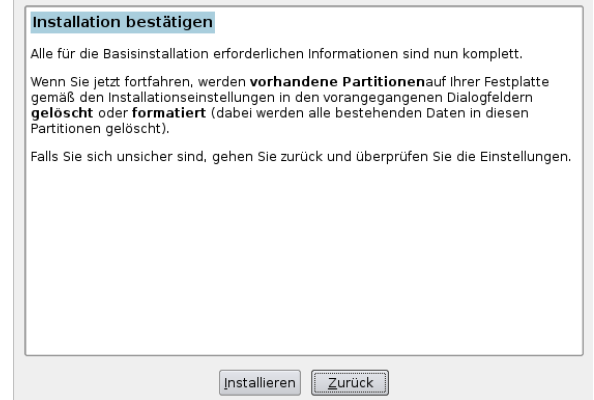 Installation bestätigen
Alle für die Basisinstallation erforderlichen Informationen sind nun komplett.
Wenn Sie jetzt fortfahren, werden vorhandene Partitionenauf Ihrer Festplatte
gemäß den Installationseinstellungen in den vorangegangenen Dialogfeldern
gelöscht oder formatiert (dabei werden alle bestehenden Daten in diesen
Partitionen gelöscht).
Falls Sie sich unsicher sind, gehen Sie zurück und überprüfen Sie die Einstellungen.
Installieren
Zurück